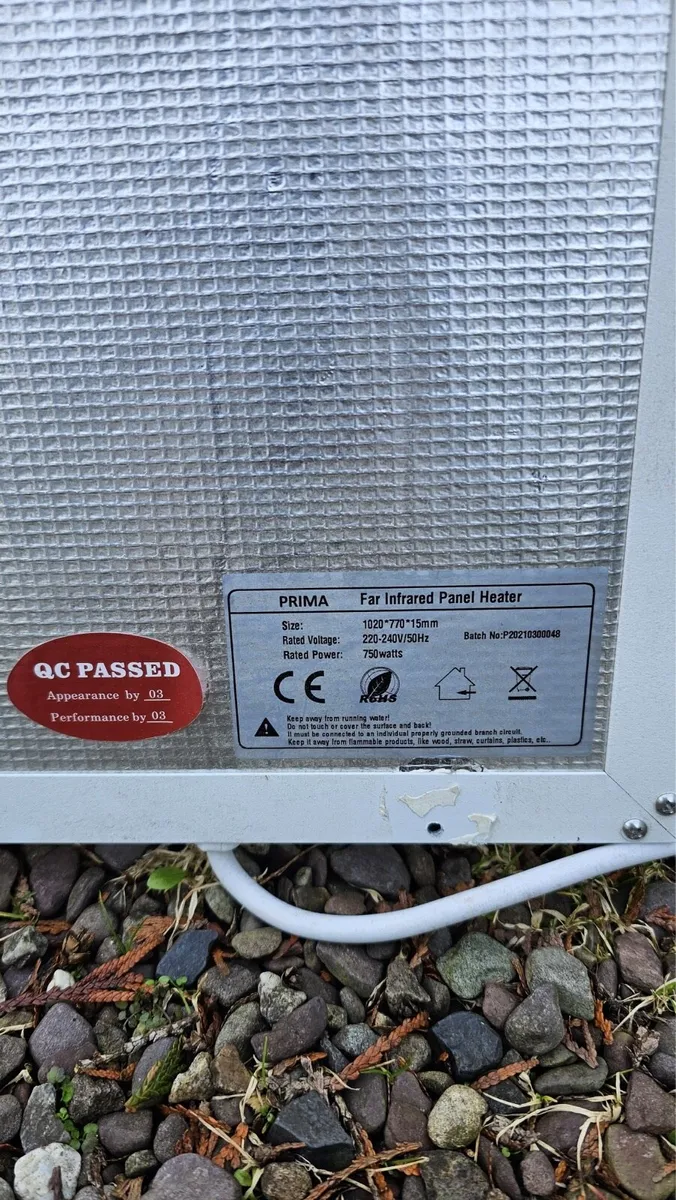 PRIMA Far Infrared Panel Heater
Size: 1020*770*15mm
Rated Voltage: 220-240V/50Hz Batch No:P20210300048
Rated Power: 750watts
CE RoHS
Keep away from running water!
Do not touch or cover the surface and back!
It must be connected to an individual properly grounded branch circuit.
Keep it away from flammable products, like wood, straw, curtains, plastics, etc..
QC PASSED
Appearance by 03
Performance by 03